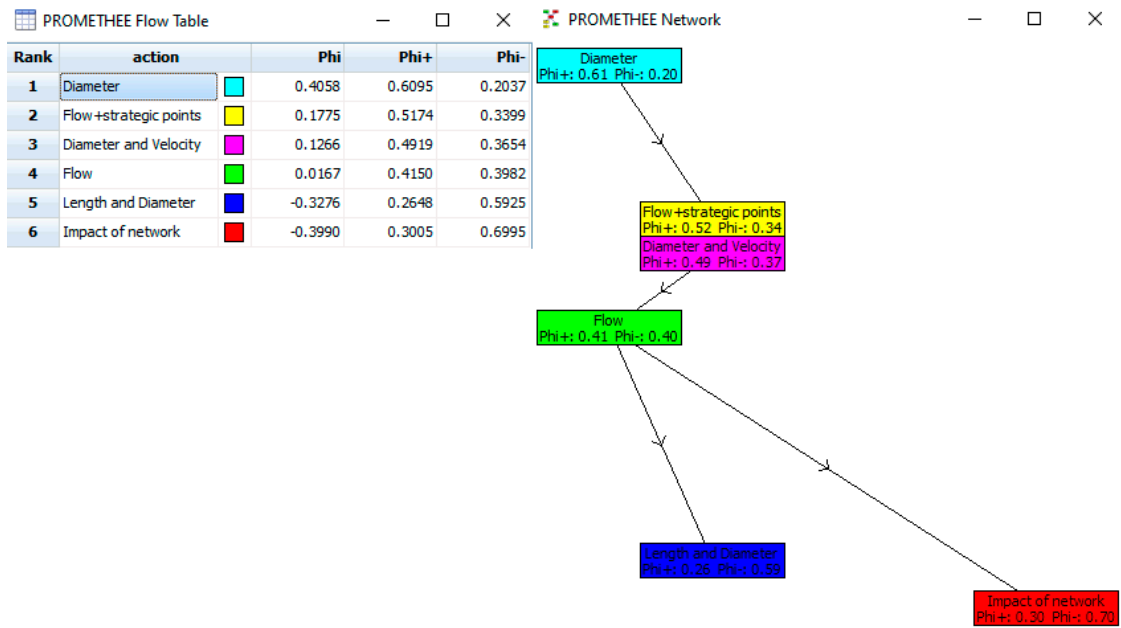 PROMETHEE Flow Table
Rank action Phi Phi+ Phi-
1 Diameter 0.4058 0.6095 0.2037
2 Flow+strategic points 0.1775 0.5174 0.3399
3 Diameter and Velocity 0.1266 0.4919 0.3654
4 Flow 0.0167 0.4150 0.3982
5 Length and Diameter -0.3276 0.2648 0.5925
6 Impact of network -0.3990 0.3005 0.6995
PROMETHEE Network
Diameter
Phi+: 0.61 Phi-: 0.20
Flow+strategic points
Phi+: 0.52 Phi-: 0.34
Diameter and Velocity
Phi+: 0.49 Phi-: 0.37
Flow
Phi+: 0.41 Phi-: 0.40
Length and Diameter
Phi+: 0.26 Phi-: 0.59
Impact of network
Phi+: 0.30 Phi-: 0.70